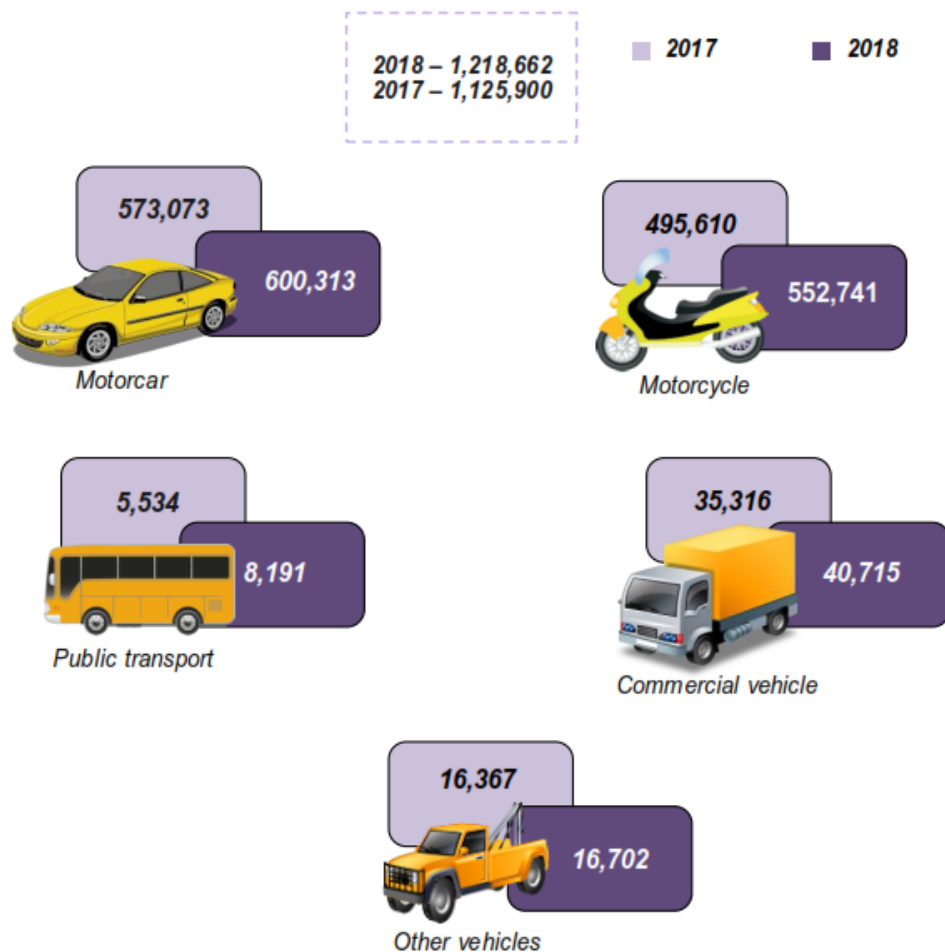 2018 – 1,218,662
2017 – 1,125,900
2017
2018
573,073
600,313
Motorcar
495,610
552,741
Motorcycle
5,534
8,191
Public transport
35,316
40,715
Commercial vehicle
16,367
16,702
Other vehicles